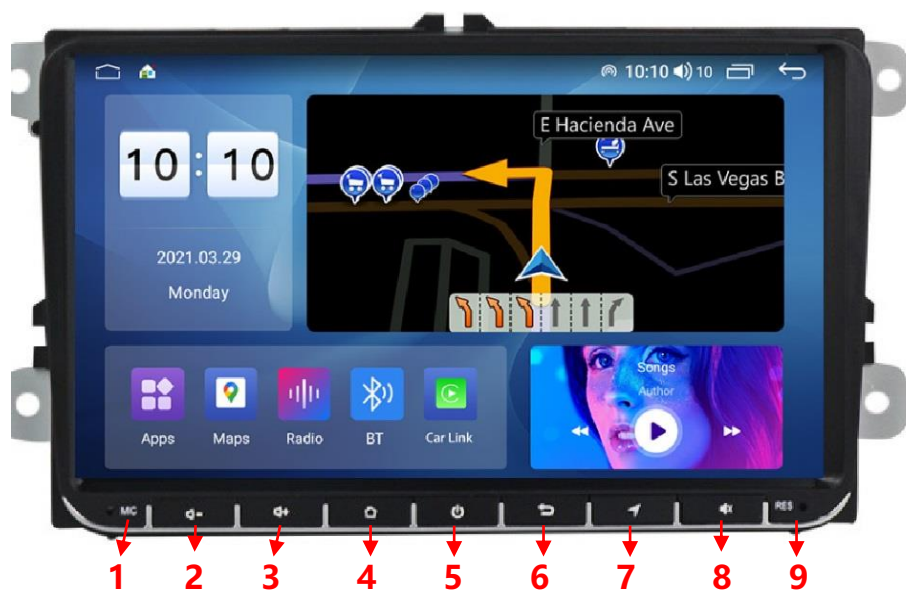 10:10
10
10 : 10
2021.03.29
Monday
E Hacienda Ave
S Las Vegas B
Apps
Maps
Radio
BT
Car Link
Songs
Author
MIC
RES
1
2
3
4
5
6
7
8
9